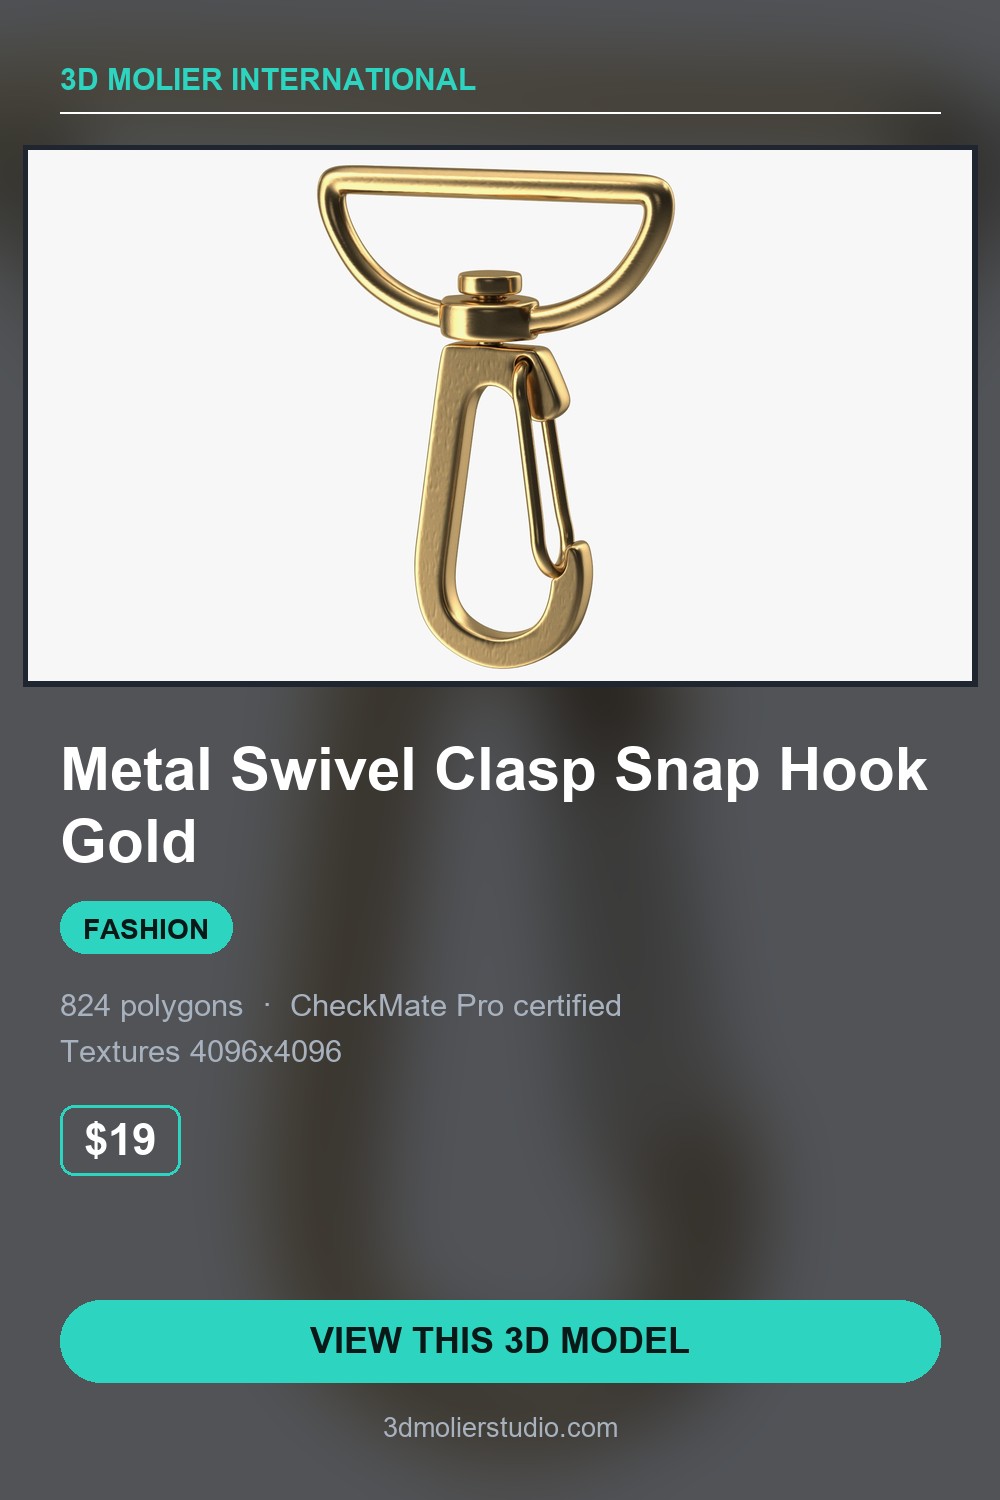 3D MOLIER INTERNATIONAL
Metal Swivel Clasp Snap Hook
Gold
FASHION
824 polygons · CheckMate Pro certified
Textures 4096x4096
$19
VIEW THIS 3D MODEL
3dmolierstudio.com